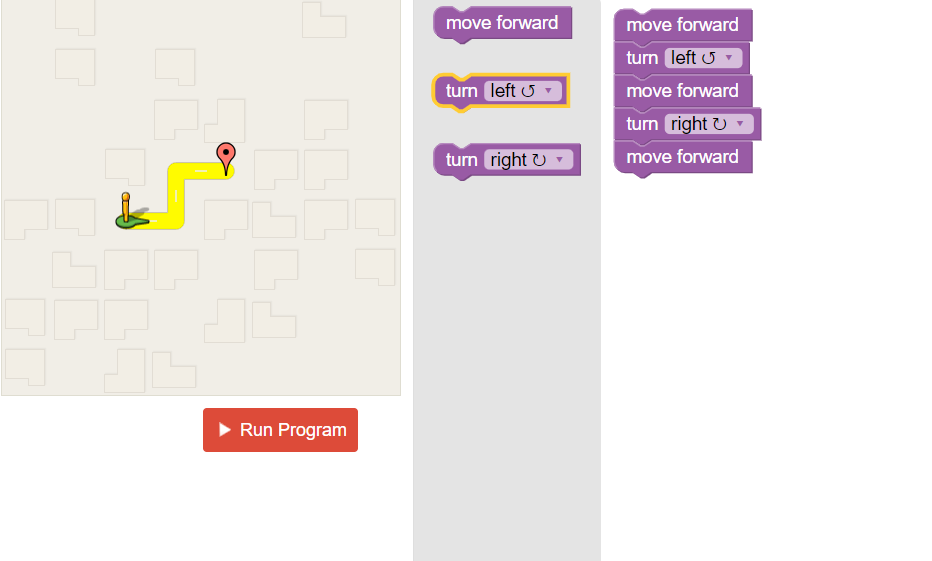 move forward
turn left ↺ ▼
turn right ↻ ▼
move forward
turn left ↺ ▼
move forward
turn right ↻ ▼
move forward
Run Program